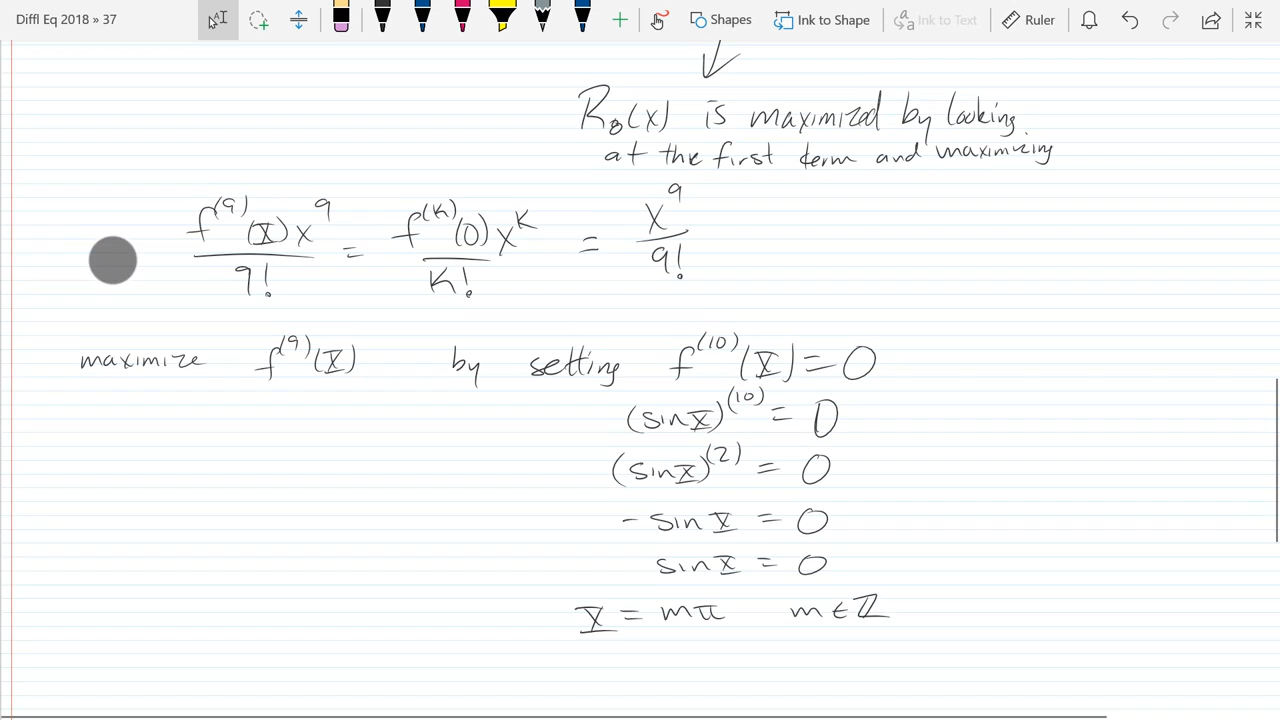 Diffl Eq 2018 » 37
Shapes Ink to Shape Ink to Text Ruler
R₈(x) is maximized by looking
at the first term and maximizing
f⁽⁹⁾(X)x⁹/9! = f⁽ᴷ⁾(0)xᴷ/K! = x⁹/9!
maximize f⁽⁹⁾(X) by setting f⁽¹⁰⁾(X) = 0
(sin X)⁽¹⁰⁾ = 0
(sin X)⁽²⁾ = 0
- sin X = 0
sin X = 0
X = mπ m ∈ ℤ